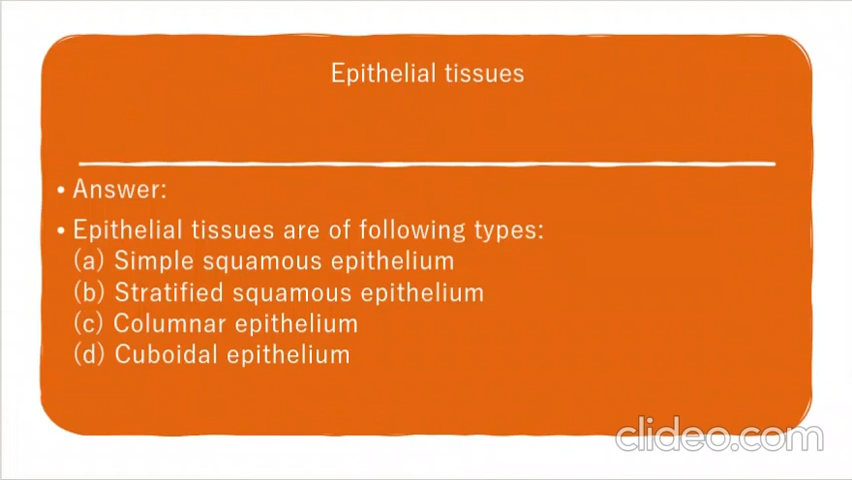 Epithelial tissues
• Answer:
• Epithelial tissues are of following types:
(a) Simple squamous epithelium
(b) Stratified squamous epithelium
(c) Columnar epithelium
(d) Cuboidal epithelium
clideo.com